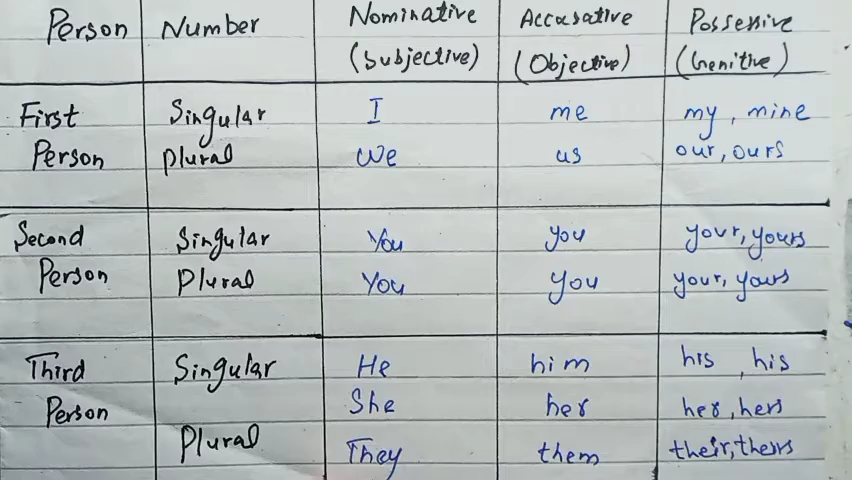 Person Number Nominative Accusative Possessive
(Subjective) (Objective) (Genitive)
First Singular I me my, mine
Person Plural We us our, ours
Second Singular You you your, yours
Person Plural You you your, yours
Third Singular He him his, his
Person She her her, hers
Plural They them their, theirs